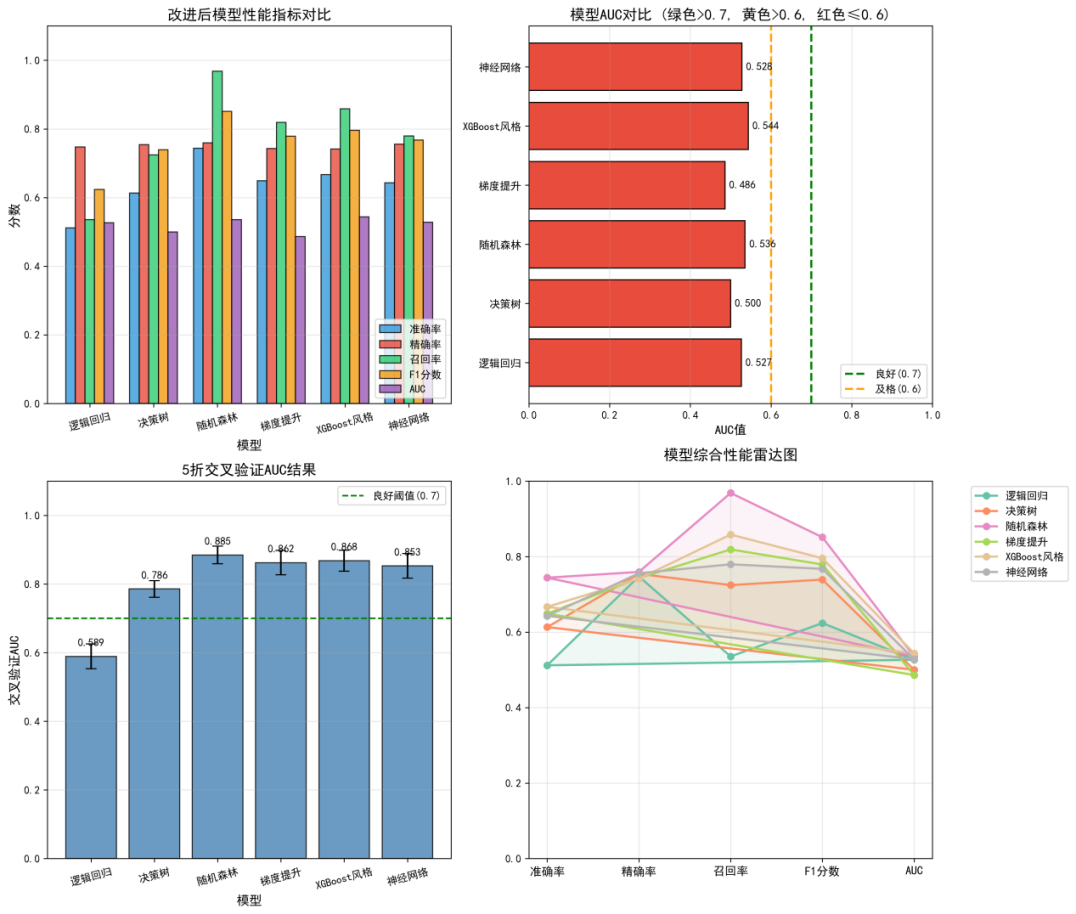 改进后模型性能指标对比
1.0
0.8
0.6
0.4
0.2
0.0
分数
准确率
精确率
召回率
F1分数
AUC
逻辑回归
决策树
随机森林
梯度提升
XGBoost风格
神经网络
模型
模型AUC对比 (绿色>0.7, 黄色>0.6, 红色≤0.6)
神经网络
0.528
XGBoost风格
0.544
梯度提升
0.486
随机森林
0.536
决策树
0.500
逻辑回归
0.527
良好(0.7)
及格(0.6)
0.0
0.2
0.4
0.6
0.8
1.0
AUC值
5折交叉验证AUC结果
良好阈值(0.7)
1.0
0.8
0.6
0.4
0.2
0.0
交叉验证AUC
0.589
0.786
0.885
0.862
0.868
0.853
逻辑回归
决策树
随机森林
梯度提升
XGBoost风格
神经网络
模型
模型综合性能雷达图
1.0
0.8
0.6
0.4
0.2
0.0
准确率
精确率
召回率
F1分数
AUC
逻辑回归
决策树
随机森林
梯度提升
XGBoost风格
神经网络